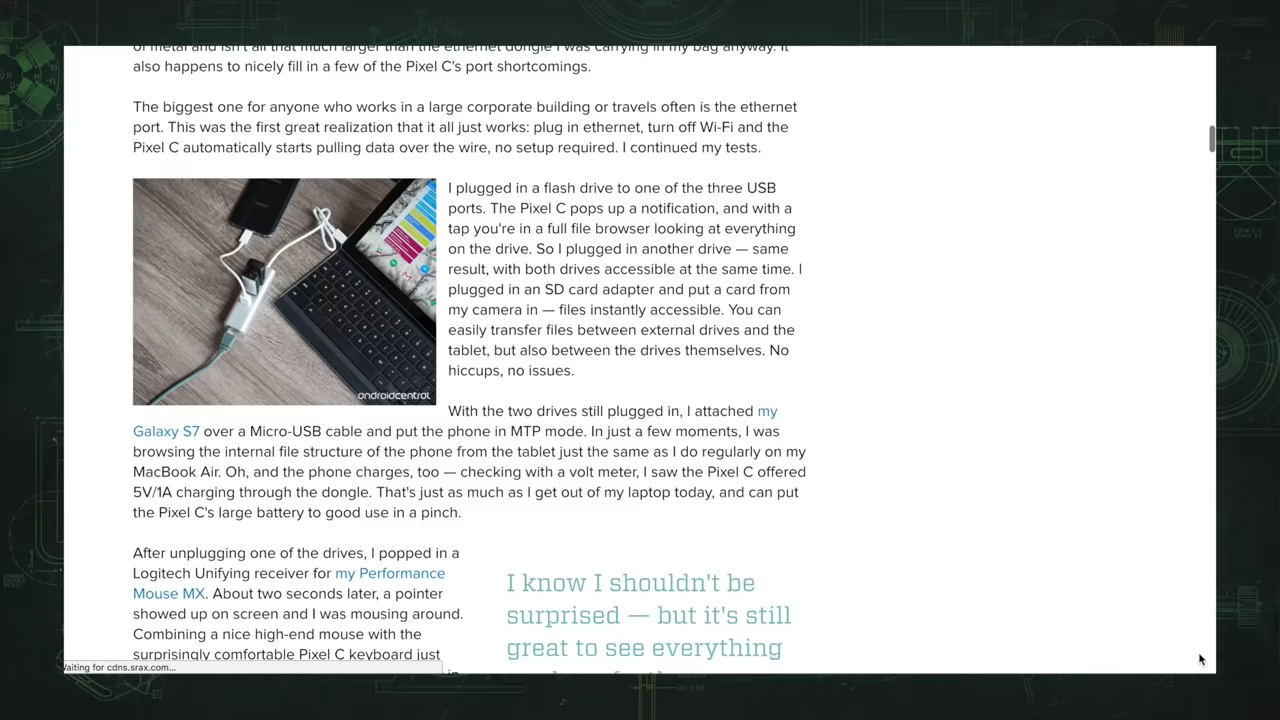 of metal and isn't all that much larger than the ethernet dongle I was carrying in my bag anyway. It
also happens to nicely fill in a few of the Pixel C's port shortcomings.
The biggest one for anyone who works in a large corporate building or travels often is the ethernet
port. This was the first great realization that it all just works: plug in ethernet, turn off Wi-Fi and the
Pixel C automatically starts pulling data over the wire, no setup required. I continued my tests.
I plugged in a flash drive to one of the three USB
ports. The Pixel C pops up a notification, and with a
tap you're in a full file browser looking at everything
on the drive. So I plugged in another drive — same
result, with both drives accessible at the same time. I
plugged in an SD card adapter and put a card from
my camera in — files instantly accessible. You can
easily transfer files between external drives and the
tablet, but also between the drives themselves. No
hiccups, no issues.
androidcentral
With the two drives still plugged in, I attached my
Galaxy S7 over a Micro-USB cable and put the phone in MTP mode. In just a few moments, I was
browsing the internal file structure of the phone from the tablet just the same as I do regularly on my
MacBook Air. Oh, and the phone charges, too — checking with a volt meter, I saw the Pixel C offered
5V/1A charging through the dongle. That's just as much as I get out of my laptop today, and can put
the Pixel C's large battery to good use in a pinch.
After unplugging one of the drives, I popped in a
Logitech Unifying receiver for my Performance
Mouse MX. About two seconds later, a pointer
showed up on screen and I was mousing around.
Combining a nice high-end mouse with the
surprisingly comfortable Pixel C keyboard just
I know I shouldn't be
surprised — but it's still
great to see everything
Waiting for cdns.srax.com...